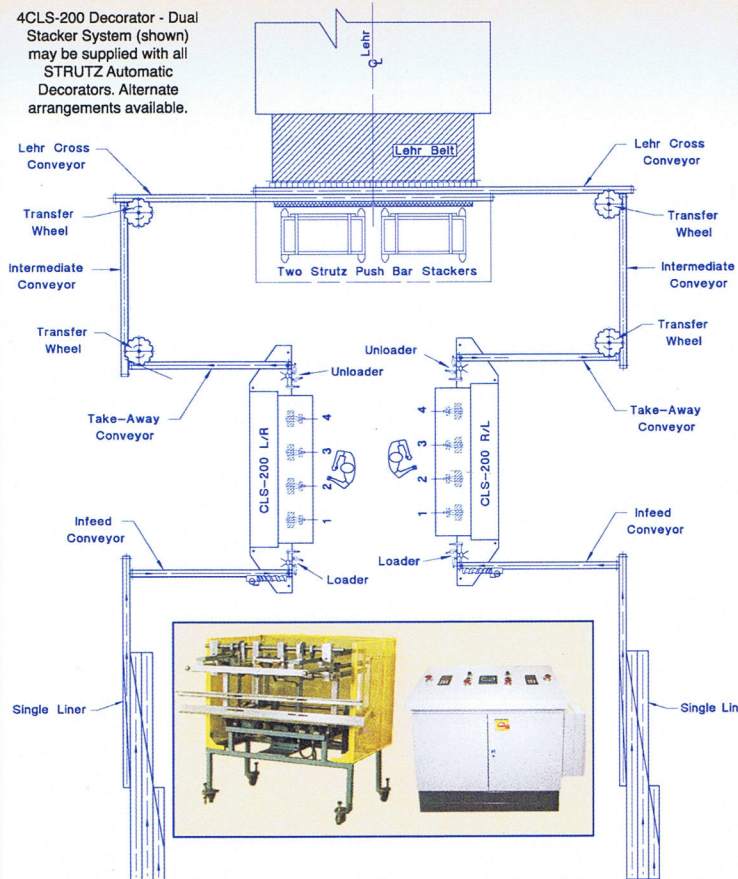 4CLS-200 Decorator - Dual
Stacker System (shown)
may be supplied with all
STRUTZ Automatic
Decorators. Alternate
arrangements available.
Lehr
CL
Lehr Belt
Lehr Cross
Conveyor
Lehr Cross
Conveyor
Transfer
Wheel
Transfer
Wheel
Intermediate
Conveyor
Two Strutz Push Bar Stackers
Intermediate
Conveyor
Transfer
Wheel
Transfer
Wheel
Unloader
Unloader
Take-Away
Conveyor
Take-Away
Conveyor
CLS-200 L/R
4
3
2
1
4
3
2
1
CLS-200 R/L
Infeed
Conveyor
Infeed
Conveyor
Loader
Loader
Single Liner
Single Lin